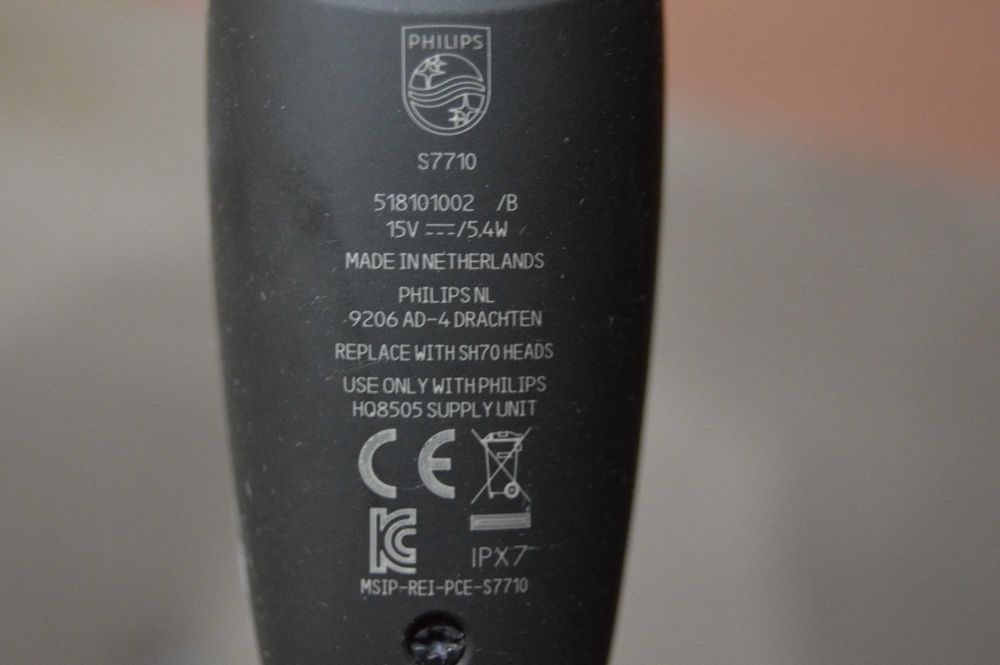 PHILIPS
S7710
518101002 /B
15V ⎓/5.4W
MADE IN NETHERLANDS
PHILIPS NL
9206 AD-4 DRACHTEN
REPLACE WITH SH70 HEADS
USE ONLY WITH PHILIPS
HQ8505 SUPPLY UNIT
CE
KC
IPX7
MSIP-REI-PCE-S7710